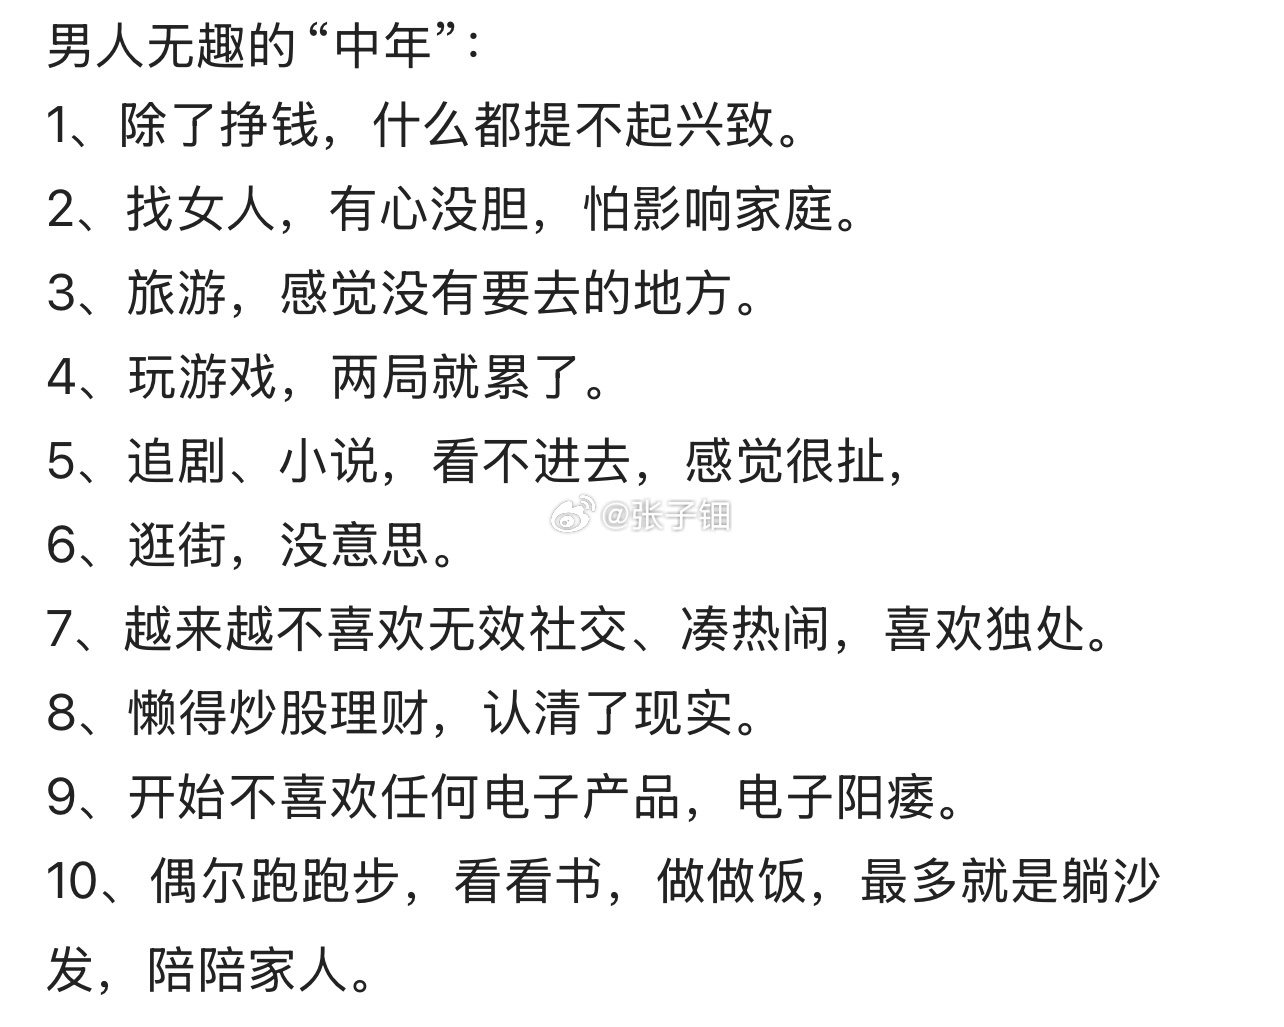 男人无趣的“中年”：
1、除了挣钱，什么都提不起兴致。
2、找女人，有心没胆，怕影响家庭。
3、旅游，感觉没有要去的地方。
4、玩游戏，两局就累了。
5、追剧、小说，看不进去，感觉很扯，
@张子钿
6、逛街，没意思。
7、越来越不喜欢无效社交、凑热闹，喜欢独处。
8、懒得炒股理财，认清了现实。
9、开始不喜欢任何电子产品，电子阳痿。
10、偶尔跑跑步，看看书，做做饭，最多就是躺沙
发，陪陪家人。